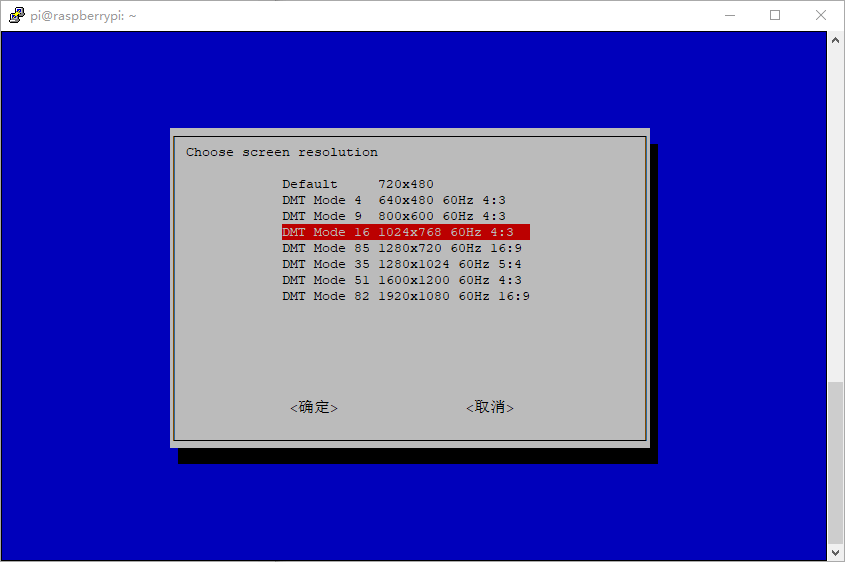 pi@raspberrypi: ~
Choose screen resolution
Default 720x480
DMT Mode 4 640x480 60Hz 4:3
DMT Mode 9 800x600 60Hz 4:3
DMT Mode 16 1024x768 60Hz 4:3
DMT Mode 85 1280x720 60Hz 16:9
DMT Mode 35 1280x1024 60Hz 5:4
DMT Mode 51 1600x1200 60Hz 4:3
DMT Mode 82 1920x1080 60Hz 16:9
<确定> <取消>